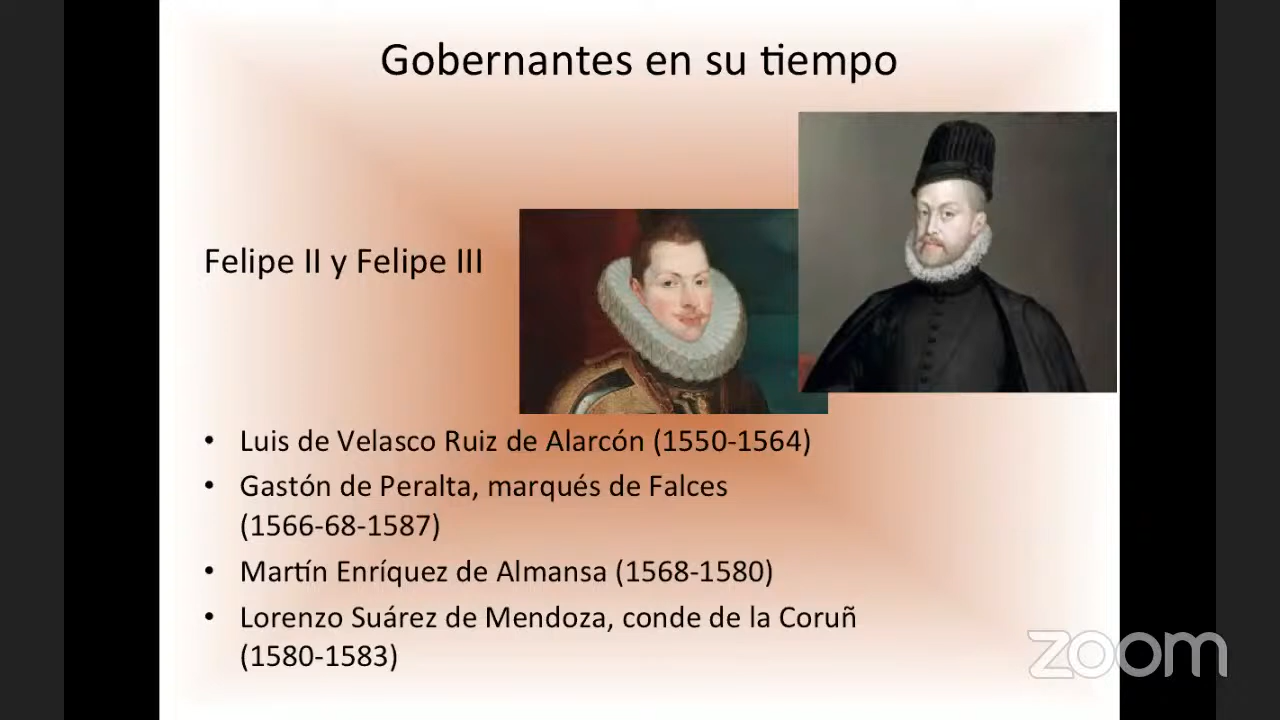 Gobernantes en su tiempo
Felipe II y Felipe III
• Luis de Velasco Ruiz de Alarcón (1550-1564)
• Gastón de Peralta, marqués de Falces
(1566-68-1587)
• Martín Enríquez de Almansa (1568-1580)
• Lorenzo Suárez de Mendoza, conde de la Coruñ
(1580-1583)
zoom